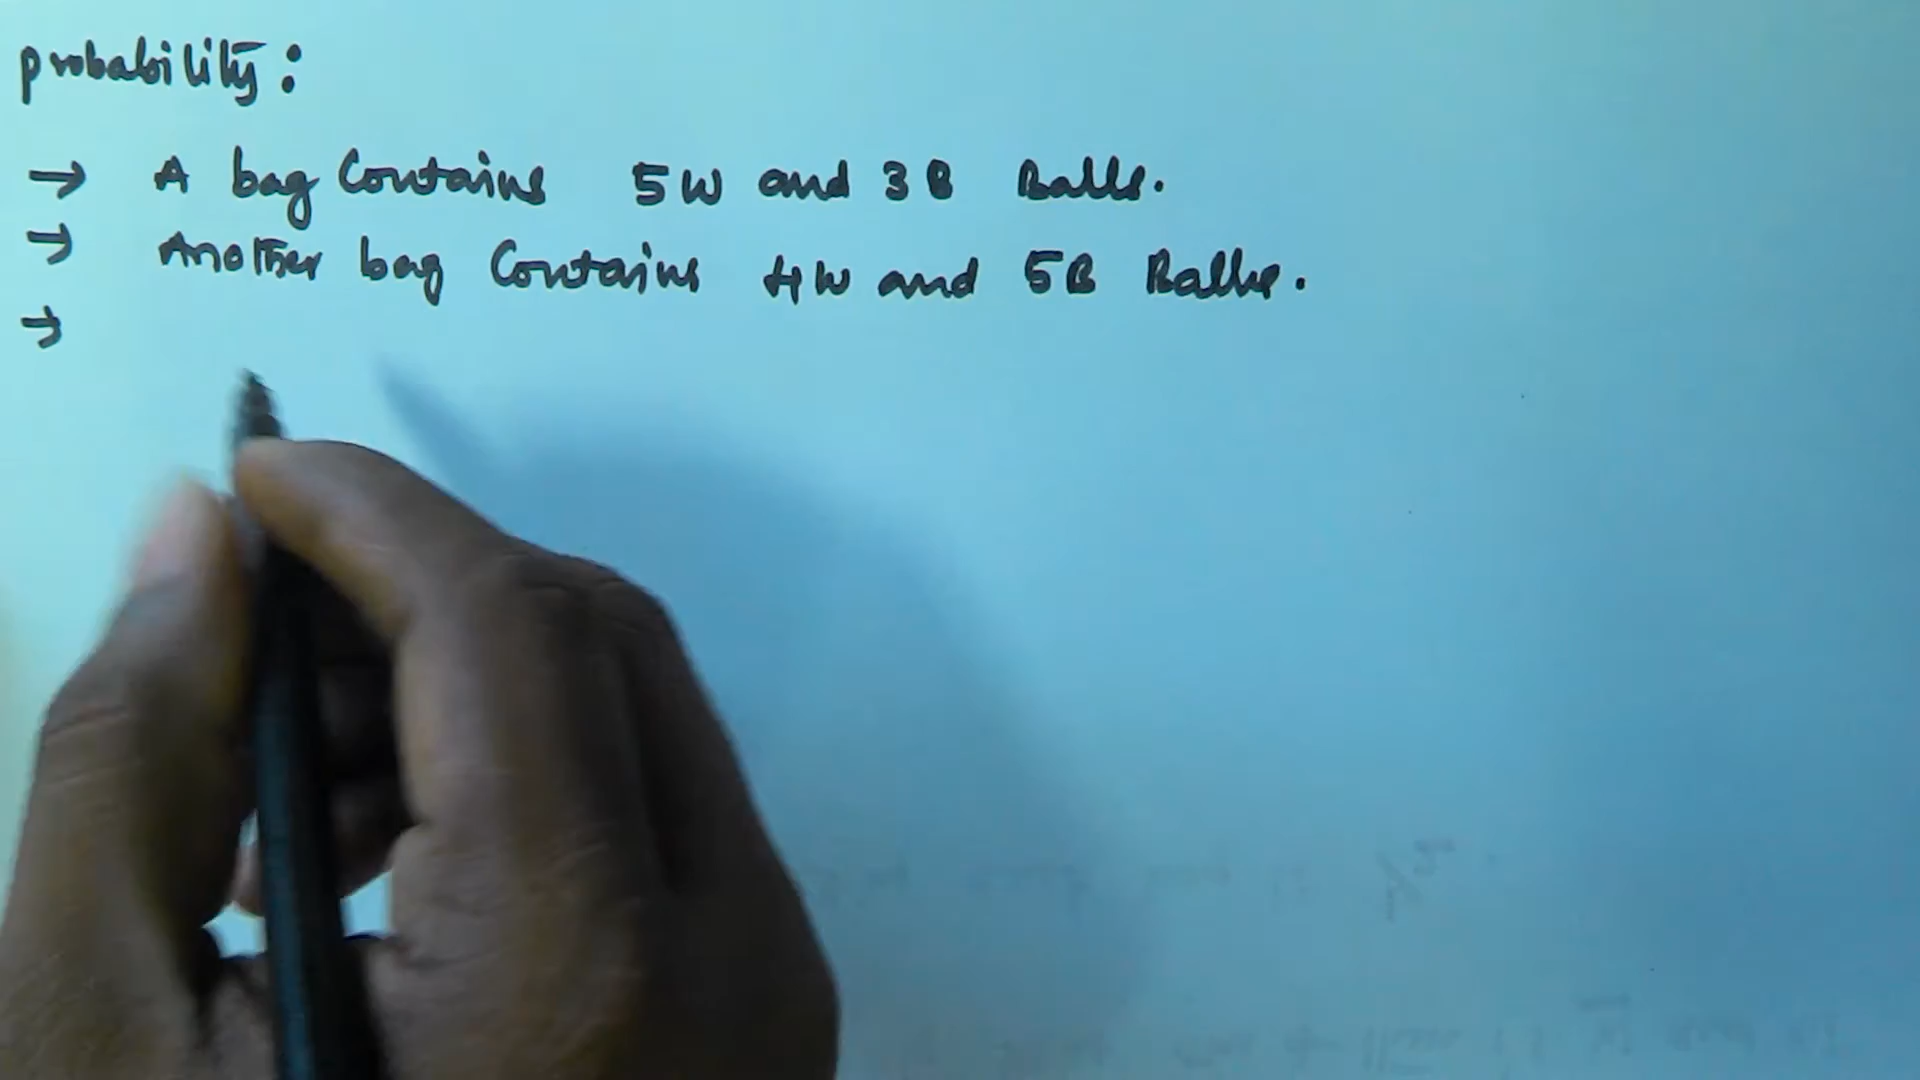 probability:
→ A bag Contains 5W and 3B Balls.
→ Another bag Contains 4W and 5B Balls.
→